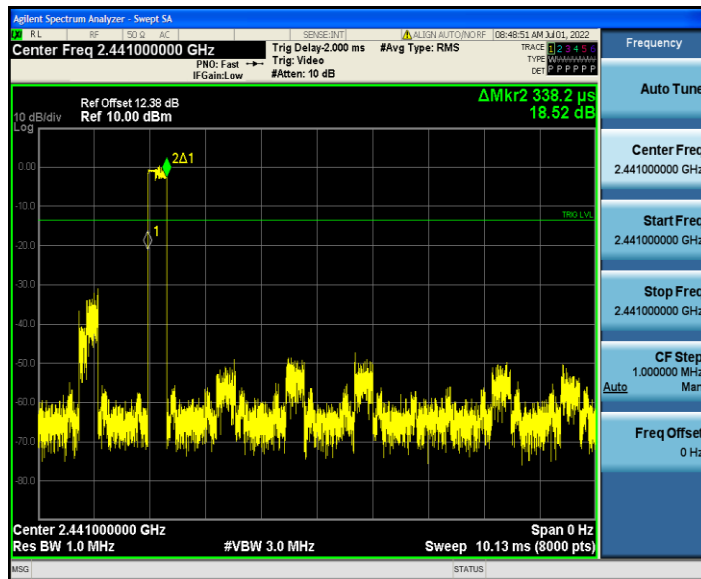 Agilent Spectrum Analyzer - Swept SA
RL RF 50 Ω AC SENSE:INT ALIGN AUTO/NO RF 08:48:51 AM Jul 01, 2022
Center Freq 2.441000000 GHz
Trig Delay-2.000 ms #Avg Type: RMS TRACE 1 2 3 4 5 6
PNO: Fast Trig: Video TYPE W
IFGain:Low #Atten: 10 dB DET P P P P P P
ΔMkr2 338.2 µs
18.52 dB
Ref Offset 12.38 dB
10 dB/div Ref 10.00 dBm
Log
2Δ1
0.00
-10.0
TRIG LVL
1
-20.0
-30.0
-40.0
-50.0
-60.0
-70.0
-80.0
Center 2.441000000 GHz Span 0 Hz
Res BW 1.0 MHz #VBW 3.0 MHz Sweep 10.13 ms (8000 pts)
MSG STATUS
Frequency
Auto Tune
Center Freq
2.441000000 GHz
Start Freq
2.441000000 GHz
Stop Freq
2.441000000 GHz
CF Step
1.000000 MHz
Auto Man
Freq Offset
0 Hz